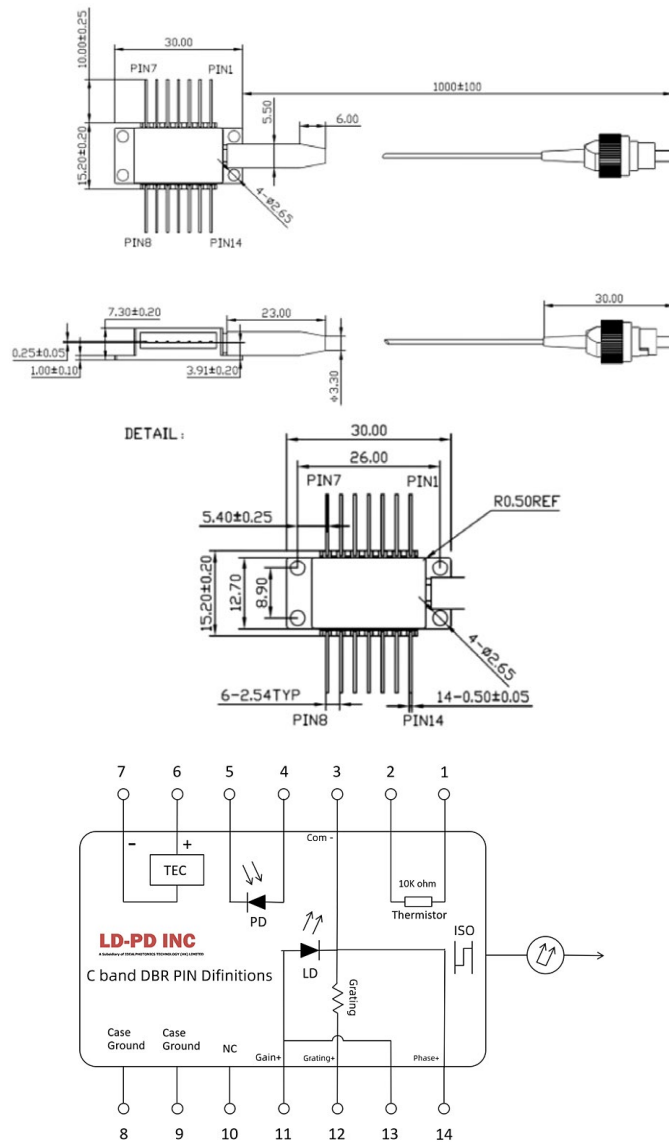 10.00±0.25
30.00
PIN7
PIN1
1000±100
5.50
6.00
15.20±0.20
4-ø2.65
PIN8
PIN14
7.30±0.20
23.00
30.00
0.25±0.05
1.00±0.10
3.91±0.20
Φ3.30
DETAIL:
30.00
26.00
PIN7
PIN1
R0.50REF
5.40±0.25
15.20±0.20
12.70
8.90
4-ø2.65
6-2.54TYP
14-0.50±0.05
PIN8
PIN14
7 6 5 4 3 2 1
Com -
- +
TEC
10K ohm
Thermistor
PD
ISO
LD-PD INC
LD
C band DBR PIN Difinitions
Grating
Case
Ground
Case
Ground
NC
Gain+
Grating+
Phase+
8 9 10 11 12 13 14